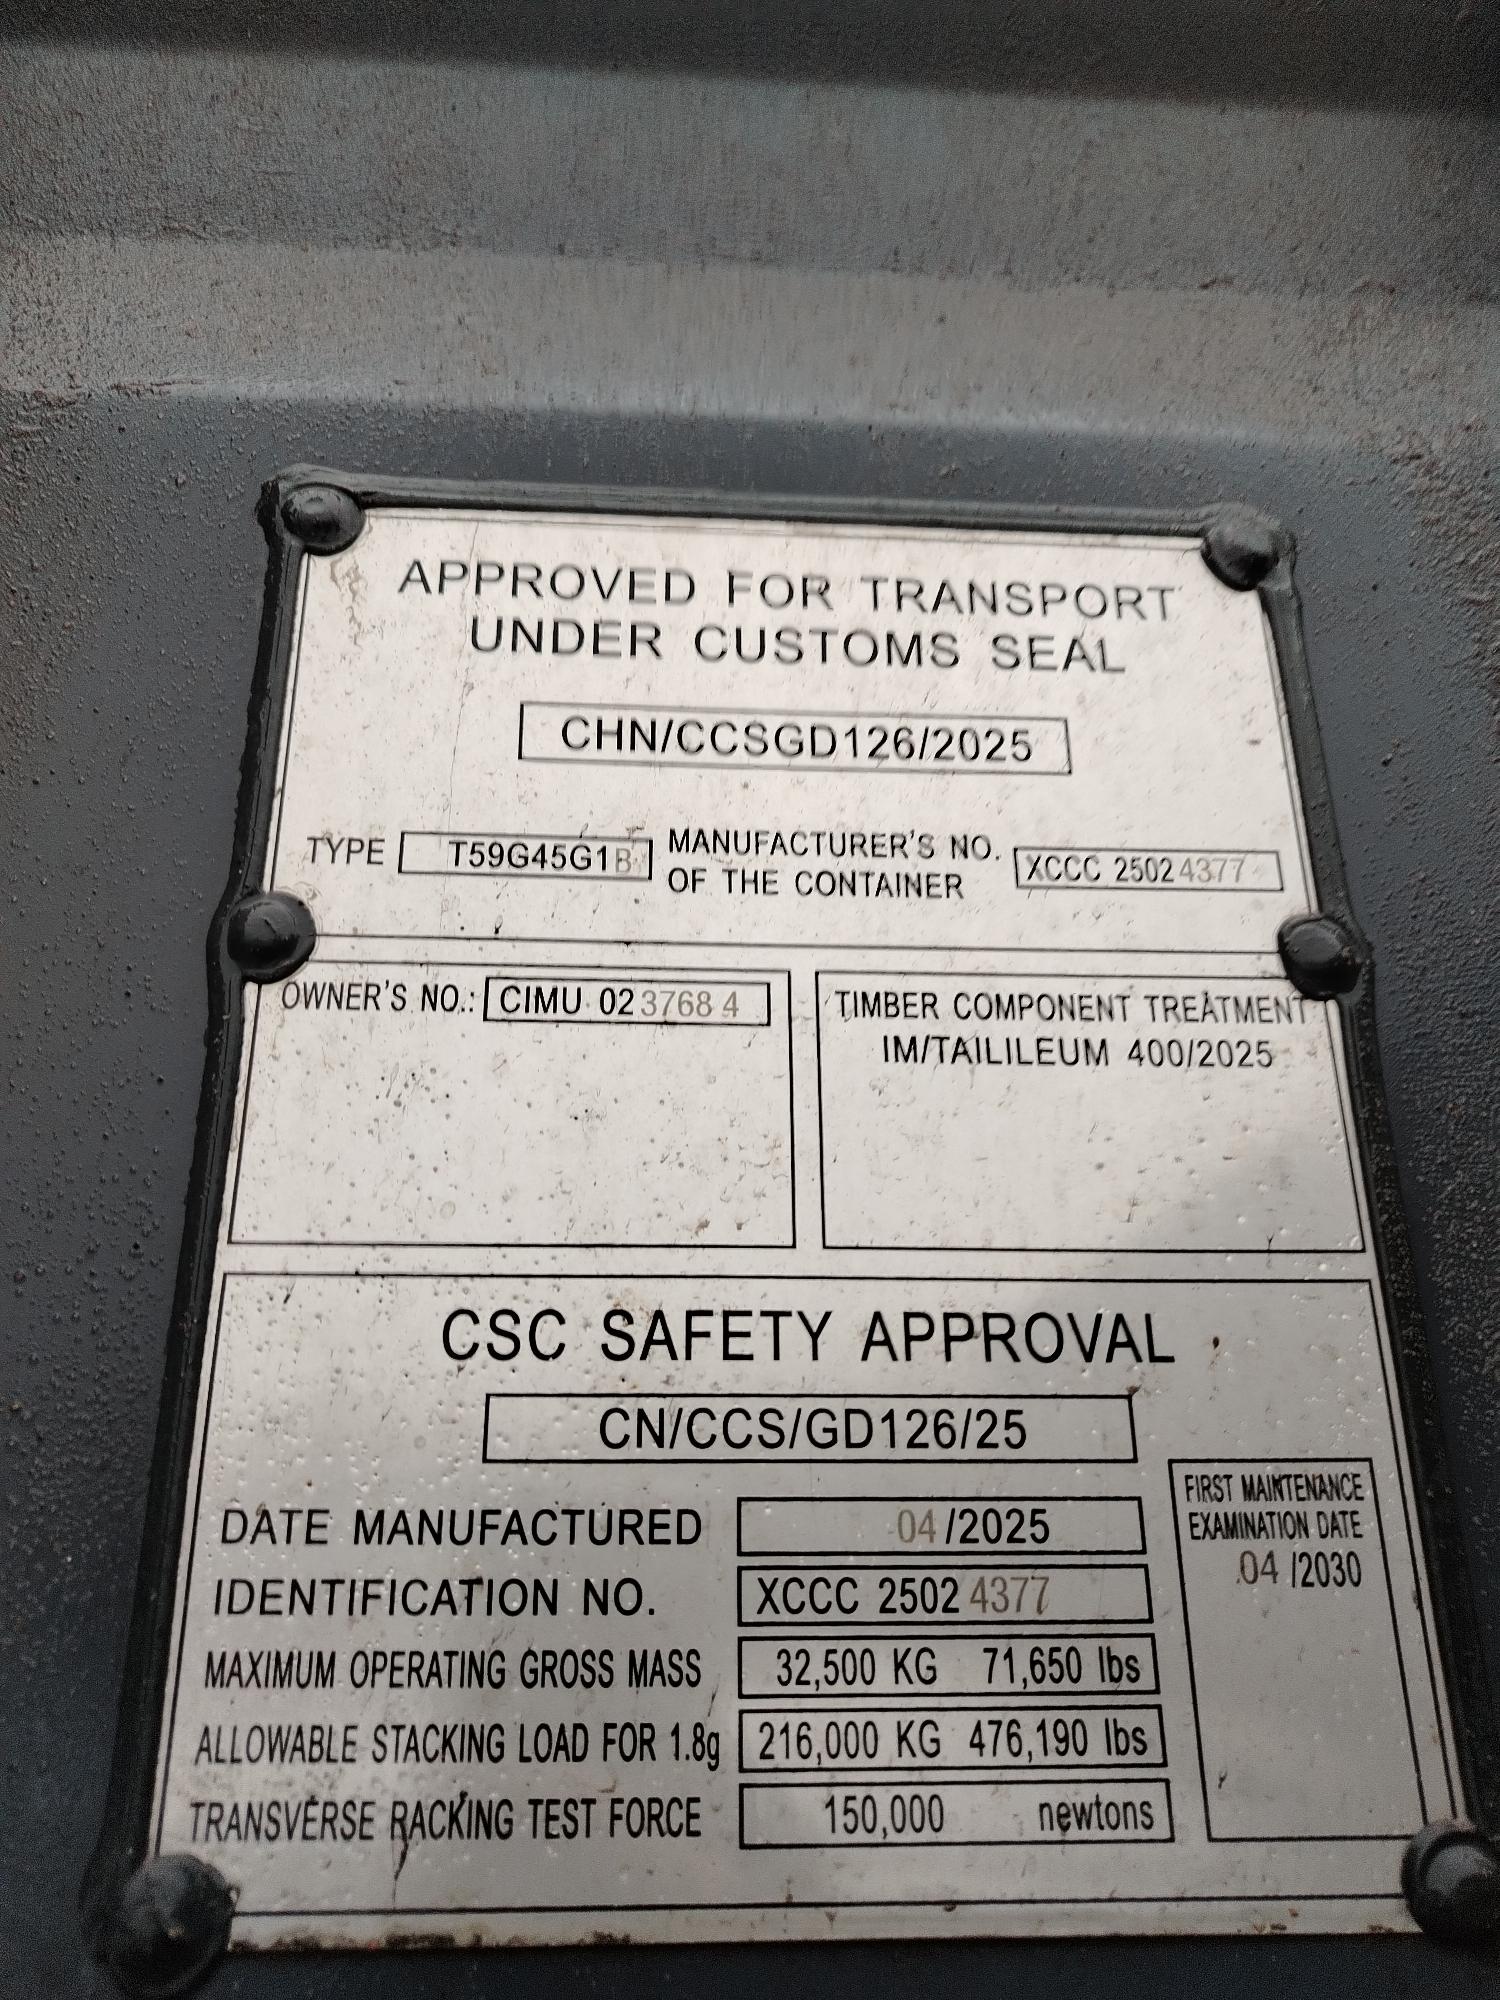 APPROVED FOR TRANSPORT
UNDER CUSTOMS SEAL
CHN/CCSGD126/2025
TYPE T59G45G1B MANUFACTURER'S NO.
OF THE CONTAINER XCCC 25024377
OWNER'S NO.: CIMU 023768 4
TIMBER COMPONENT TREATMENT
IM/TAILILEUM 400/2025
CSC SAFETY APPROVAL
CN/CCS/GD126/25
DATE MANUFACTURED 04/2025
IDENTIFICATION NO. XCCC 25024377
MAXIMUM OPERATING GROSS MASS 32,500 KG 71,650 lbs
ALLOWABLE STACKING LOAD FOR 1.8g 216,000 KG 476,190 lbs
TRANSVERSE RACKING TEST FORCE 150,000 newtons
FIRST MAINTENANCE
EXAMINATION DATE
04/2030